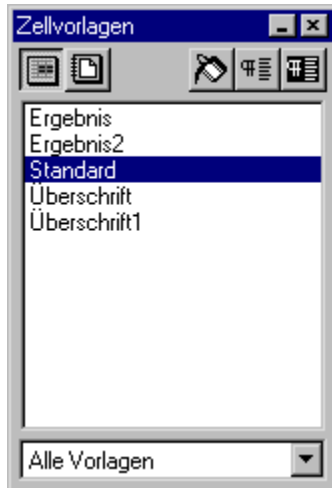 Zellvorlagen
Ergebnis
Ergebnis2
Standard
Überschrift
Überschrift1
Alle Vorlagen